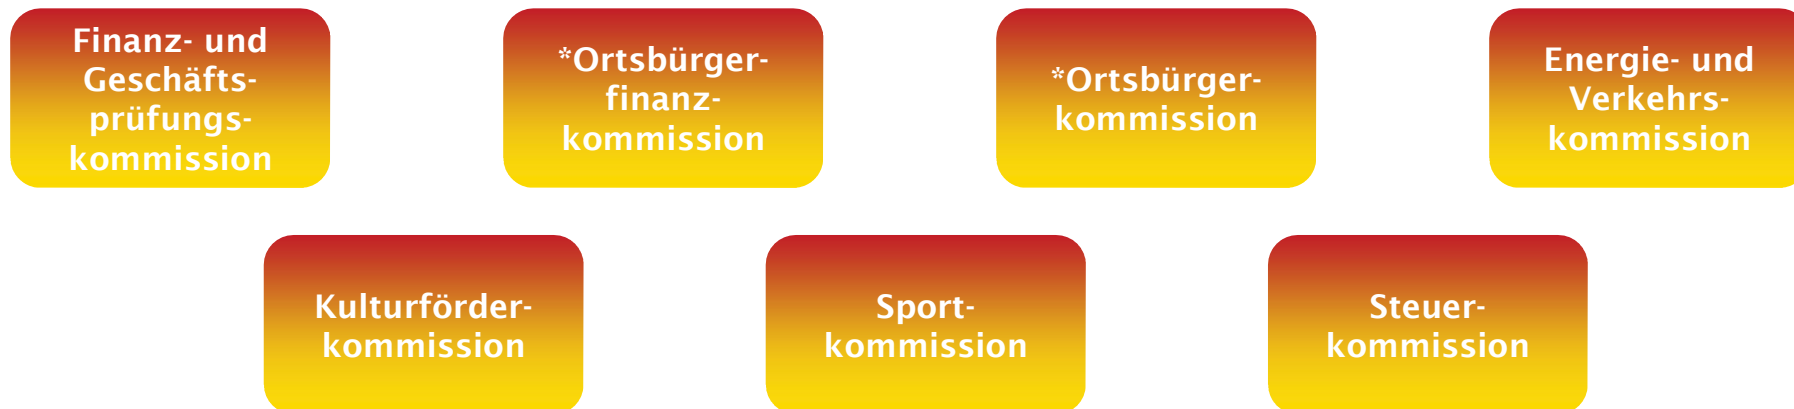 Finanz- und
Geschäfts-
prüfungs-
kommission
*Ortsbürger-
finanz-
kommission
*Ortsbürger-
kommission
Energie- und
Verkehrs-
kommission
Kulturförder-
kommission
Sport-
kommission
Steuer-
kommission